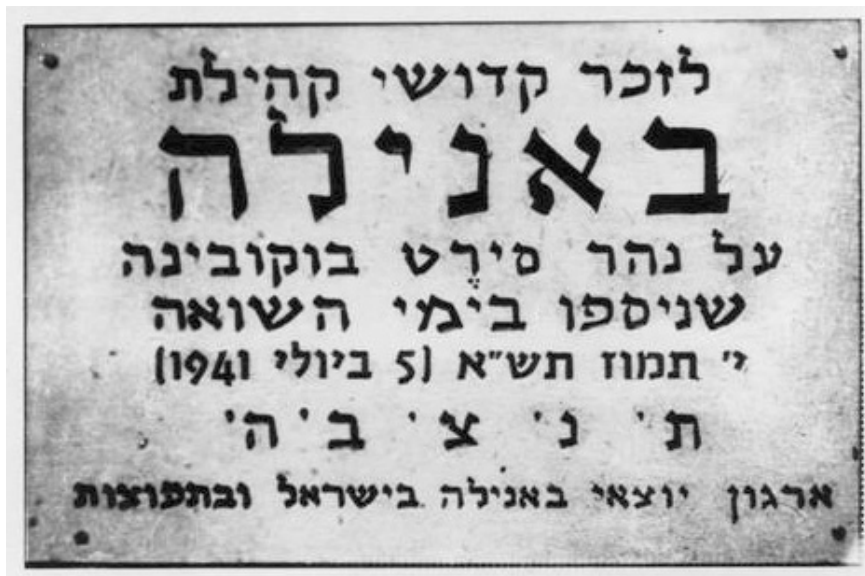 לזכר קדושי קהילת
באנילה
על נהר סירֶט בוקובינה
שניספו בימי השואה
י׳ תמוז תש״א (5 ביולי 1941)
ת׳ נ׳ צ׳ ב׳ ה׳
ארגון יוצאי באנילה בישראל ובתפוצות